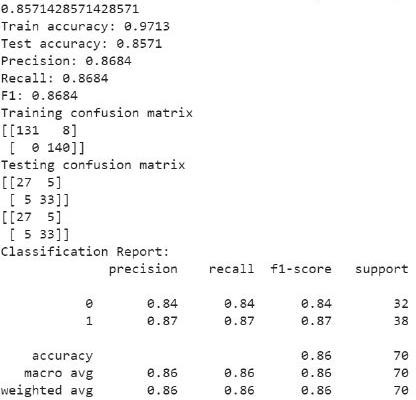 0.8571428571428571
Train accuracy: 0.9713
Test accuracy: 0.8571
Precision: 0.8684
Recall: 0.8684
F1: 0.8684
Training confusion matrix
[[131   8]
 [  0 140]]
Testing confusion matrix
[[27  5]
 [ 5 33]]
[[27  5]
 [ 5 33]]
Classification Report:
              precision    recall  f1-score   support
           0       0.84      0.84      0.84        32
           1       0.87      0.87      0.87        38
    accuracy                           0.86        70
   macro avg       0.86      0.86      0.86        70
weighted avg       0.86      0.86      0.86        70